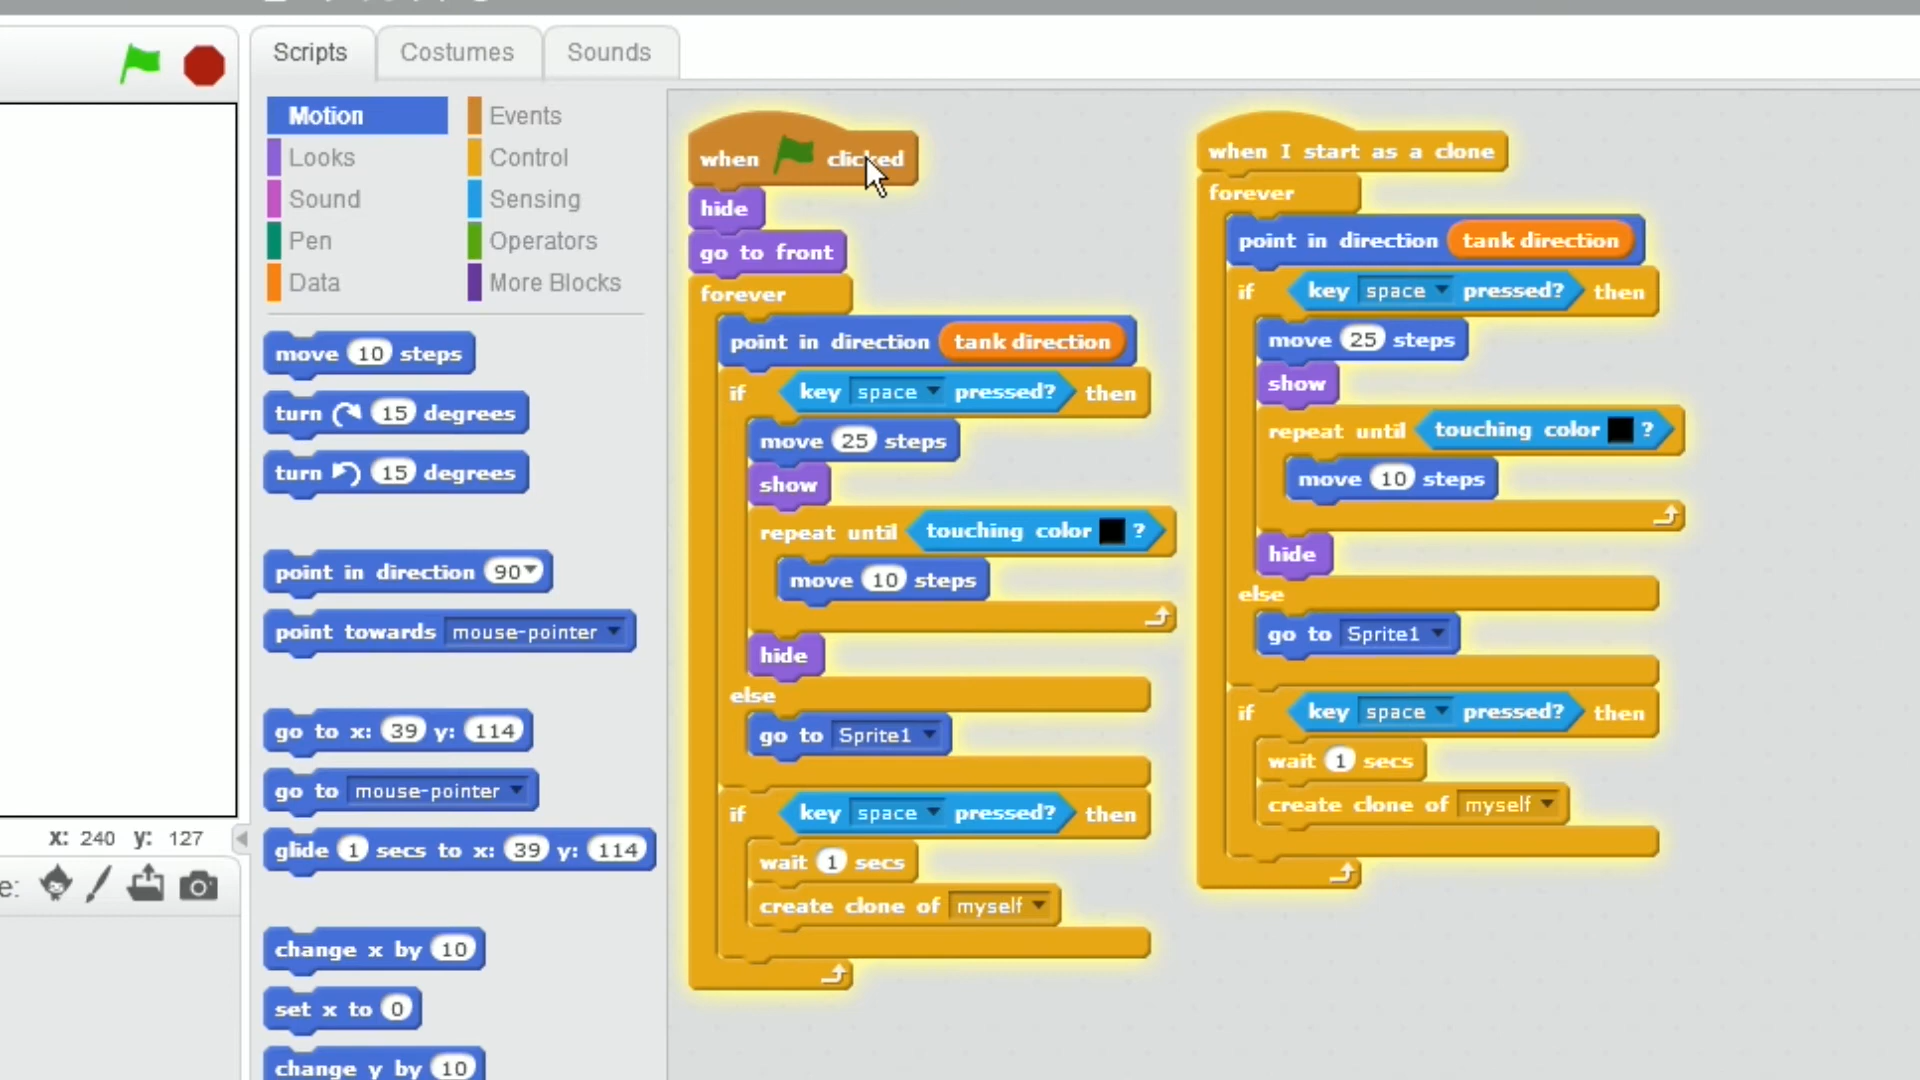 Scripts Costumes Sounds
Motion Events
Looks Control
Sound Sensing
Pen Operators
Data More Blocks
move 10 steps
turn 15 degrees
turn 15 degrees
point in direction 90
point towards mouse-pointer
go to x: 39 y: 114
go to mouse-pointer
glide 1 secs to x: 39 y: 114
change x by 10
set x to 0
change y by 10
x: 240 y: 127
e:
when clicked
hide
go to front
forever
point in direction tank direction
if key space pressed? then
move 25 steps
show
repeat until touching color ?
move 10 steps
hide
else
go to Sprite1
if key space pressed? then
wait 1 secs
create clone of myself
when I start as a clone
forever
point in direction tank direction
if key space pressed? then
move 25 steps
show
repeat until touching color ?
move 10 steps
hide
else
go to Sprite1
if key space pressed? then
wait 1 secs
create clone of myself